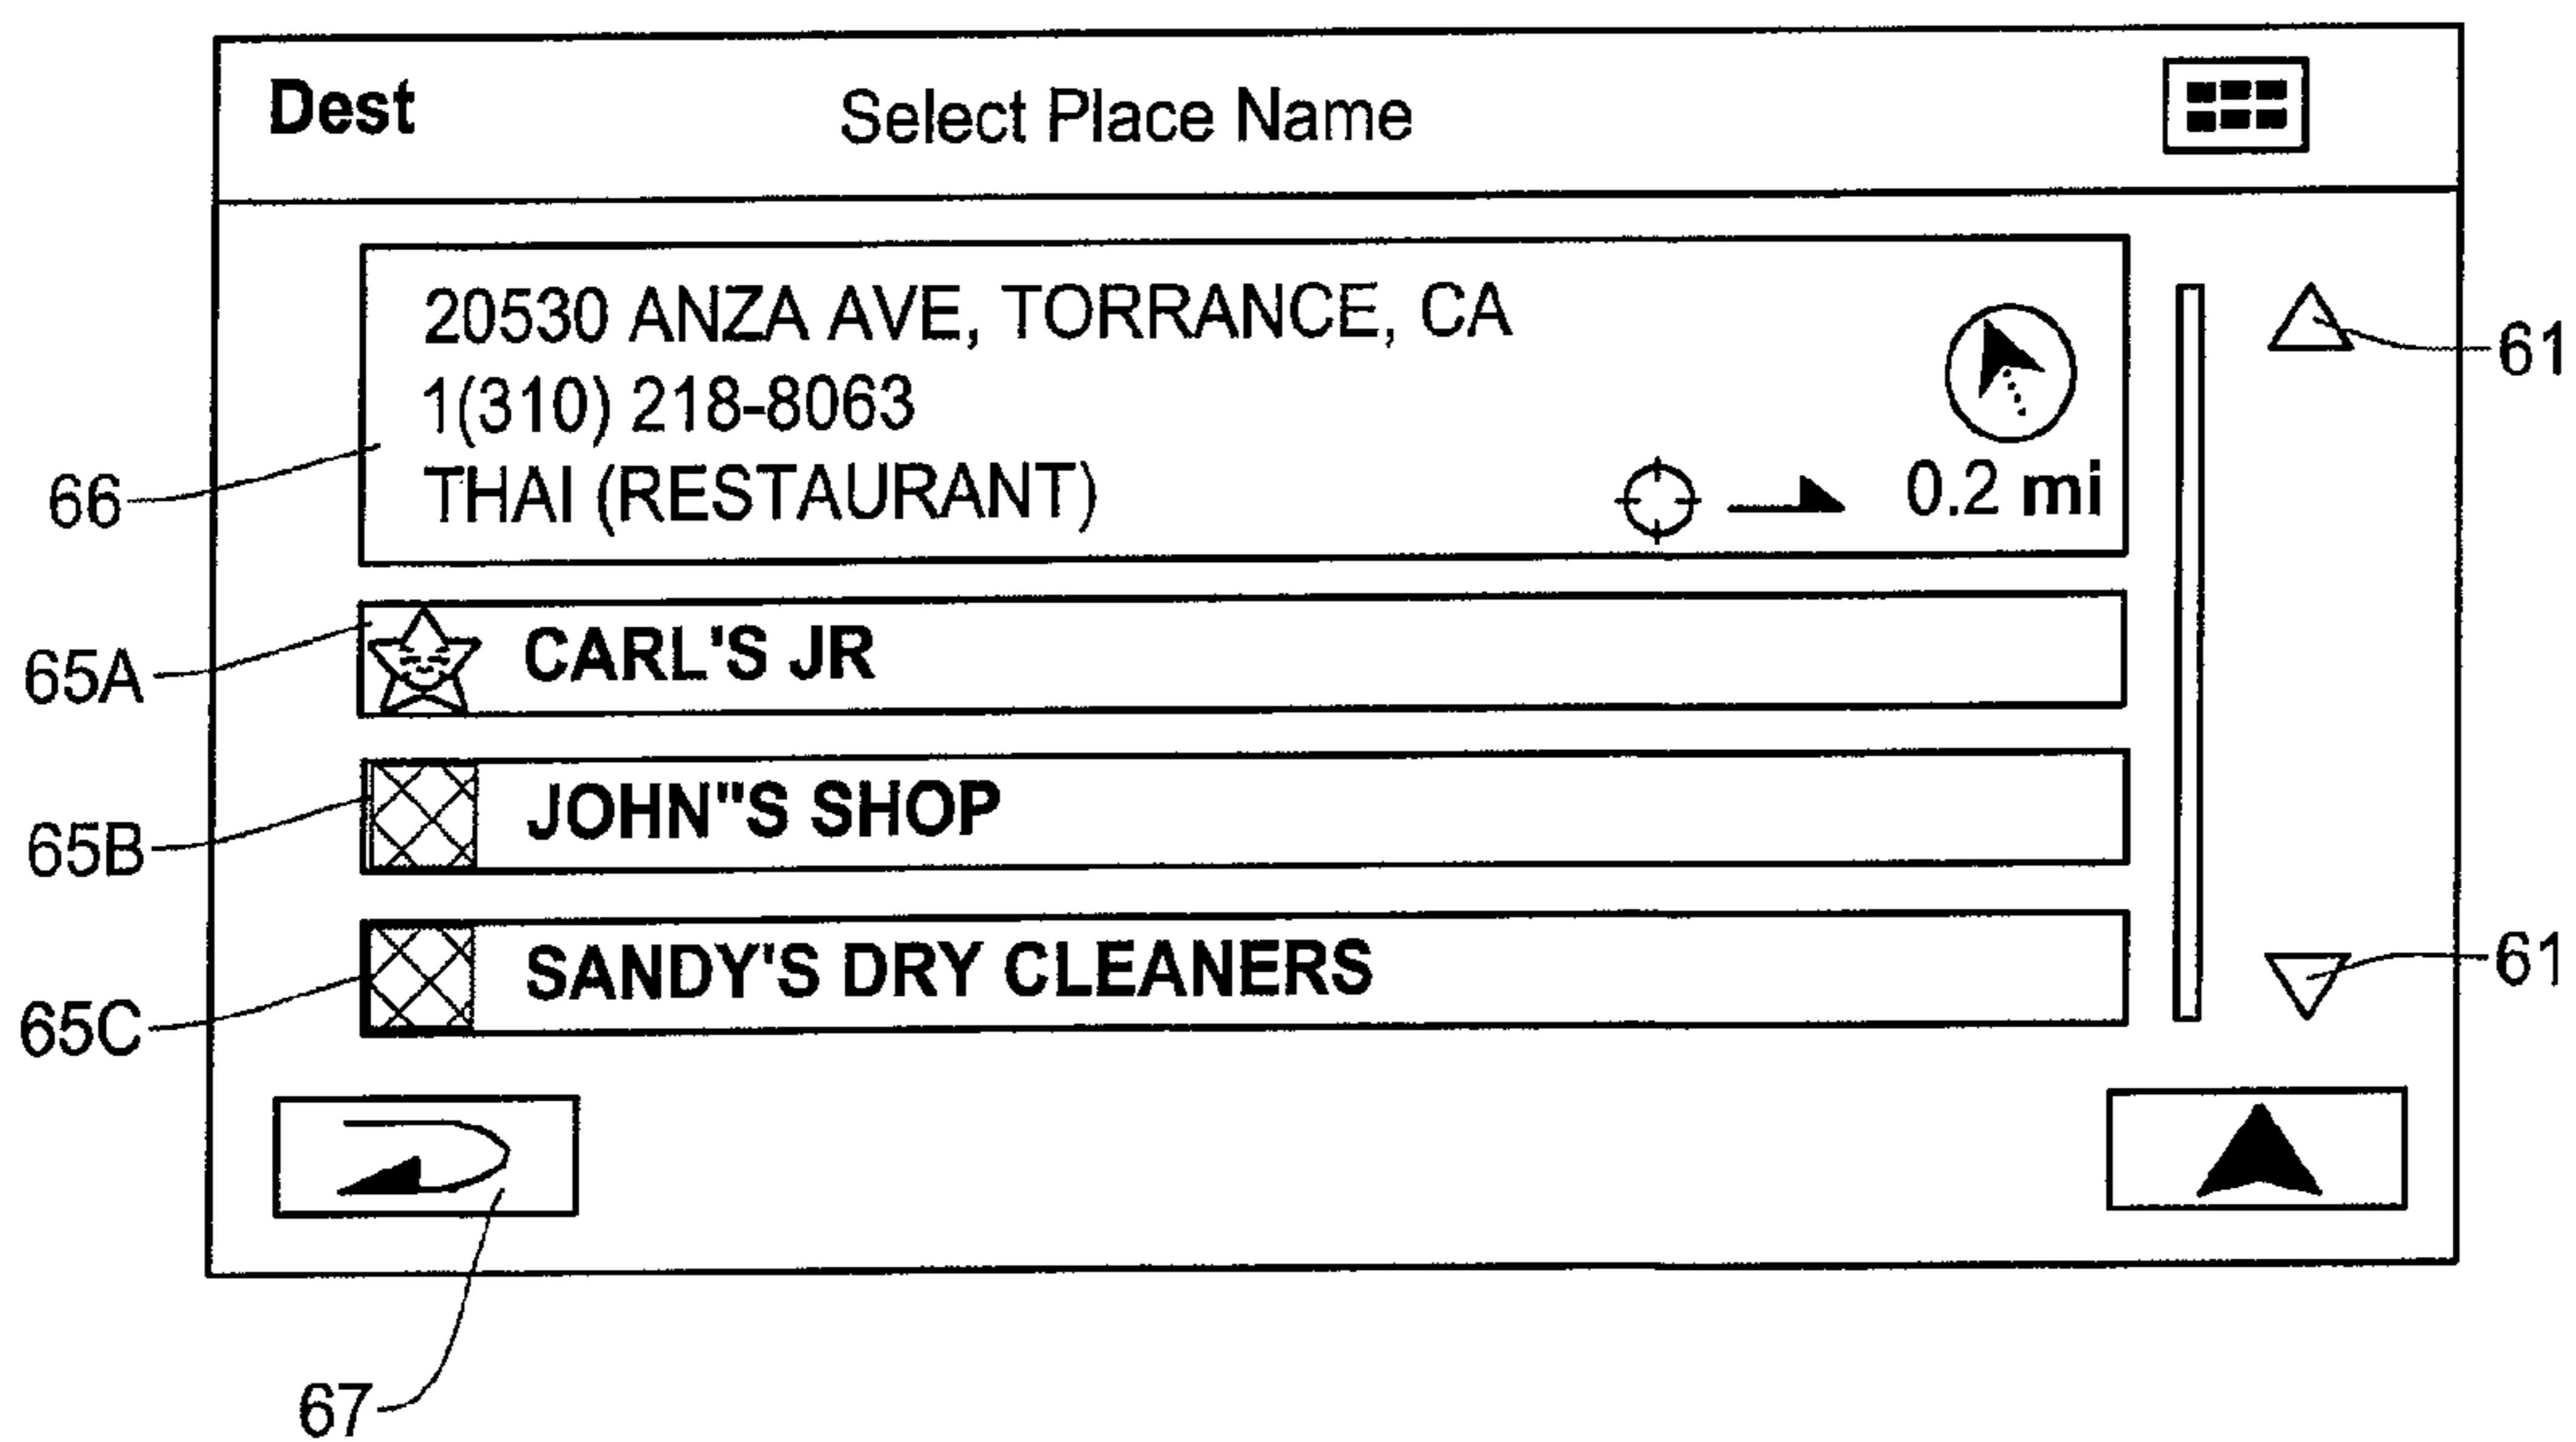 Dest
Select Place Name
20530 ANZA AVE, TORRANCE, CA
1(310) 218-8063
THAI (RESTAURANT)
0.2 mi
61
66
65A
CARL'S JR
65B
JOHN"S SHOP
65C
SANDY'S DRY CLEANERS
61
67